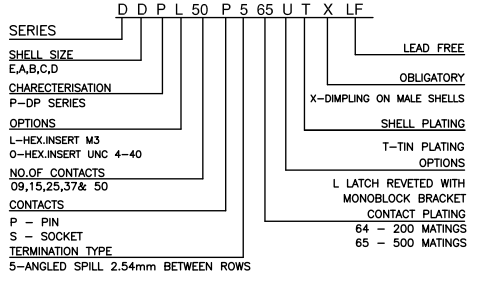 D D P L 50 P 5 65 U T X LF
SERIES
SHELL SIZE
E,A,B,C,D
CHARECTERISATION
P-DP SERIES
OPTIONS
L-HEX.INSERT M3
O-HEX.INSERT UNC 4-40
NO.OF CONTACTS
09,15,25,37& 50
CONTACTS
P - PIN
S - SOCKET
TERMINATION TYPE
5-ANGLED SPILL 2.54mm BETWEEN ROWS
LEAD FREE
OBLIGATORY
X-DIMPLING ON MALE SHELLS
SHELL PLATING
T-TIN PLATING
OPTIONS
L LATCH REVETED WITH
MONOBLOCK BRACKET
CONTACT PLATING
64 - 200 MATINGS
65 - 500 MATINGS